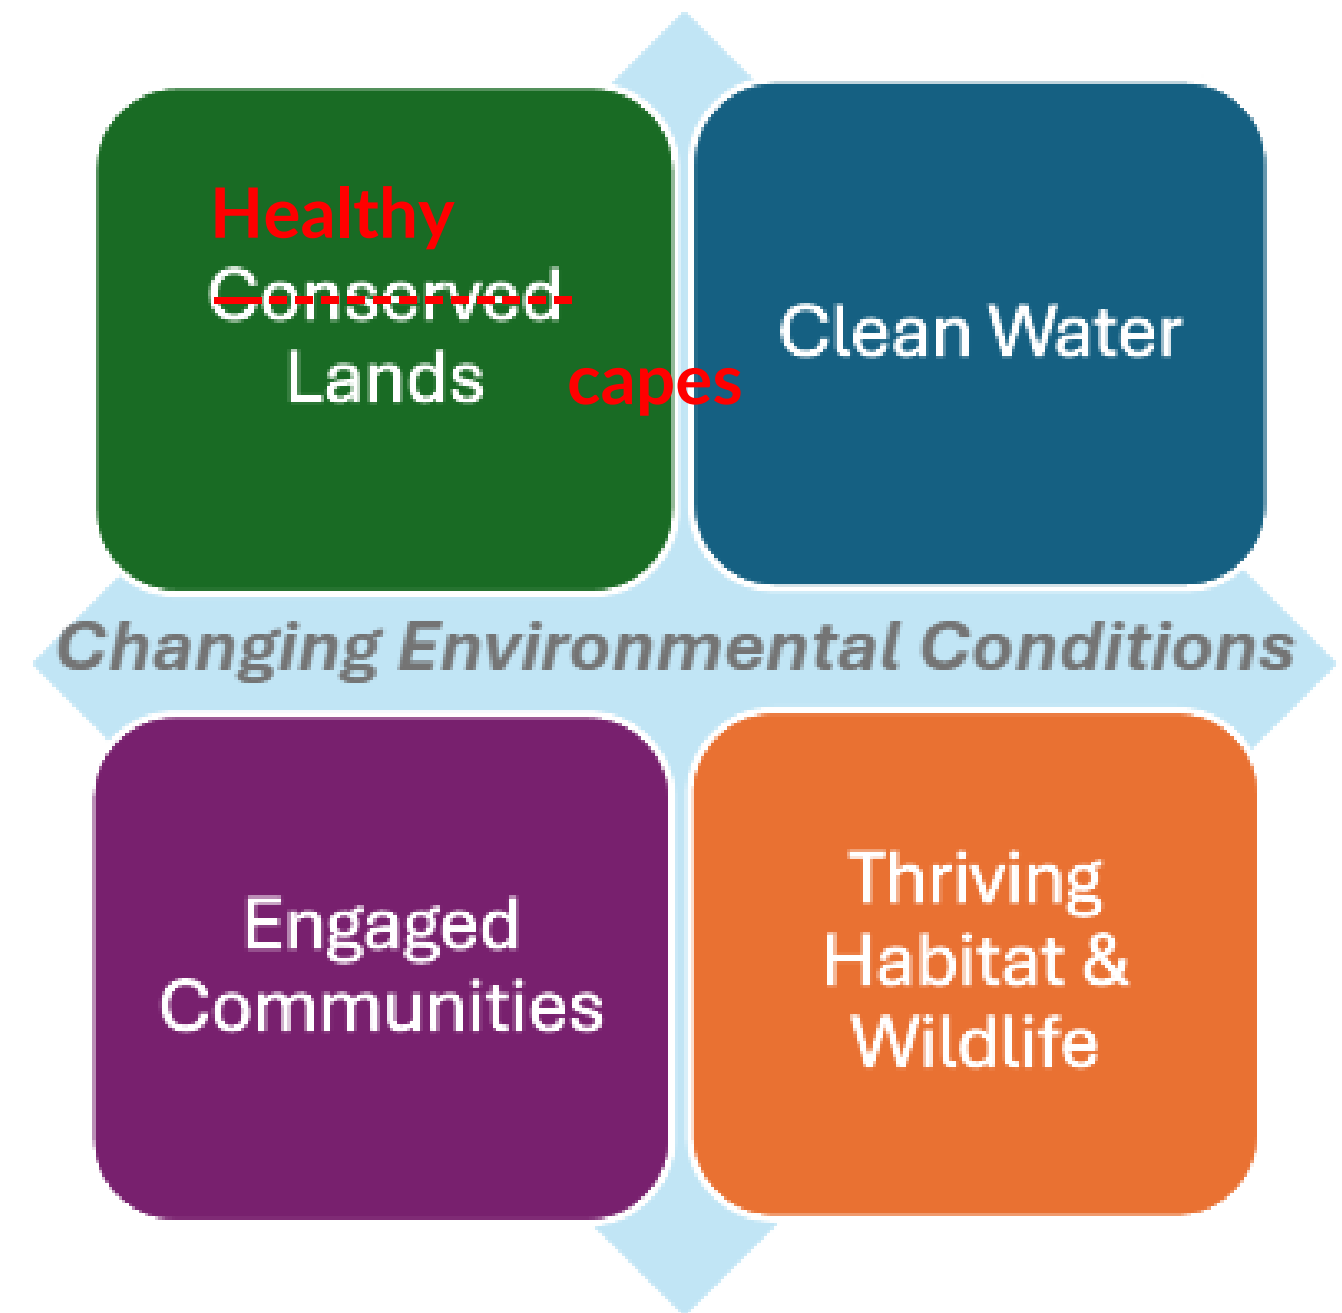 Healthy
Conserved
Lands capes
Clean Water
Changing Environmental Conditions
Engaged
Communities
Thriving
Habitat &
Wildlife